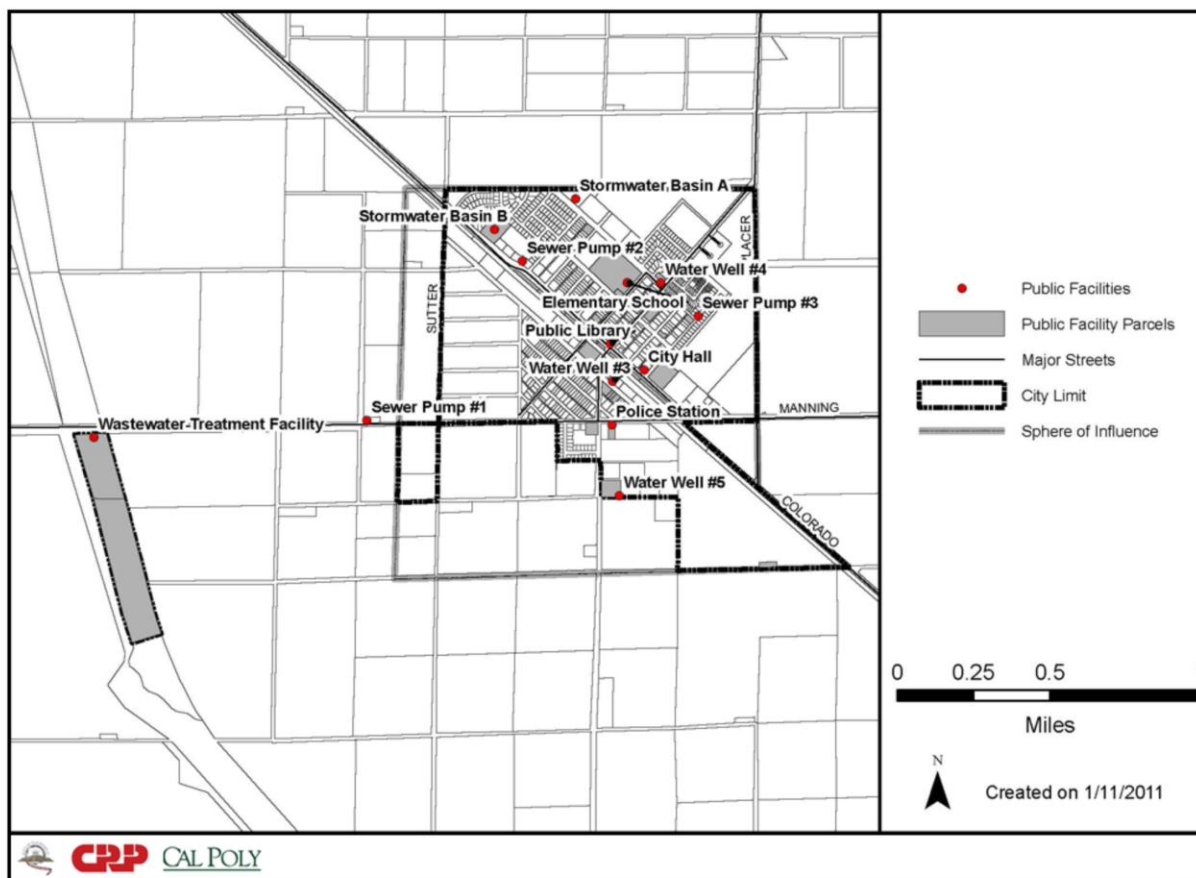 Stormwater Basin A
Stormwater Basin B
Sewer Pump #2
Water Well #4
Elementary School
Sewer Pump #3
Public Library
City Hall
Water Well #3
Sewer Pump #1
Police Station
Wastewater Treatment Facility
Water Well #5
SUTTER
MANNING
COLORADO
Public Facilities
Public Facility Parcels
Major Streets
City Limit
Sphere of Influence
0 0.25 0.5
Miles
N
Created on 1/11/2011
CRP CAL POLY